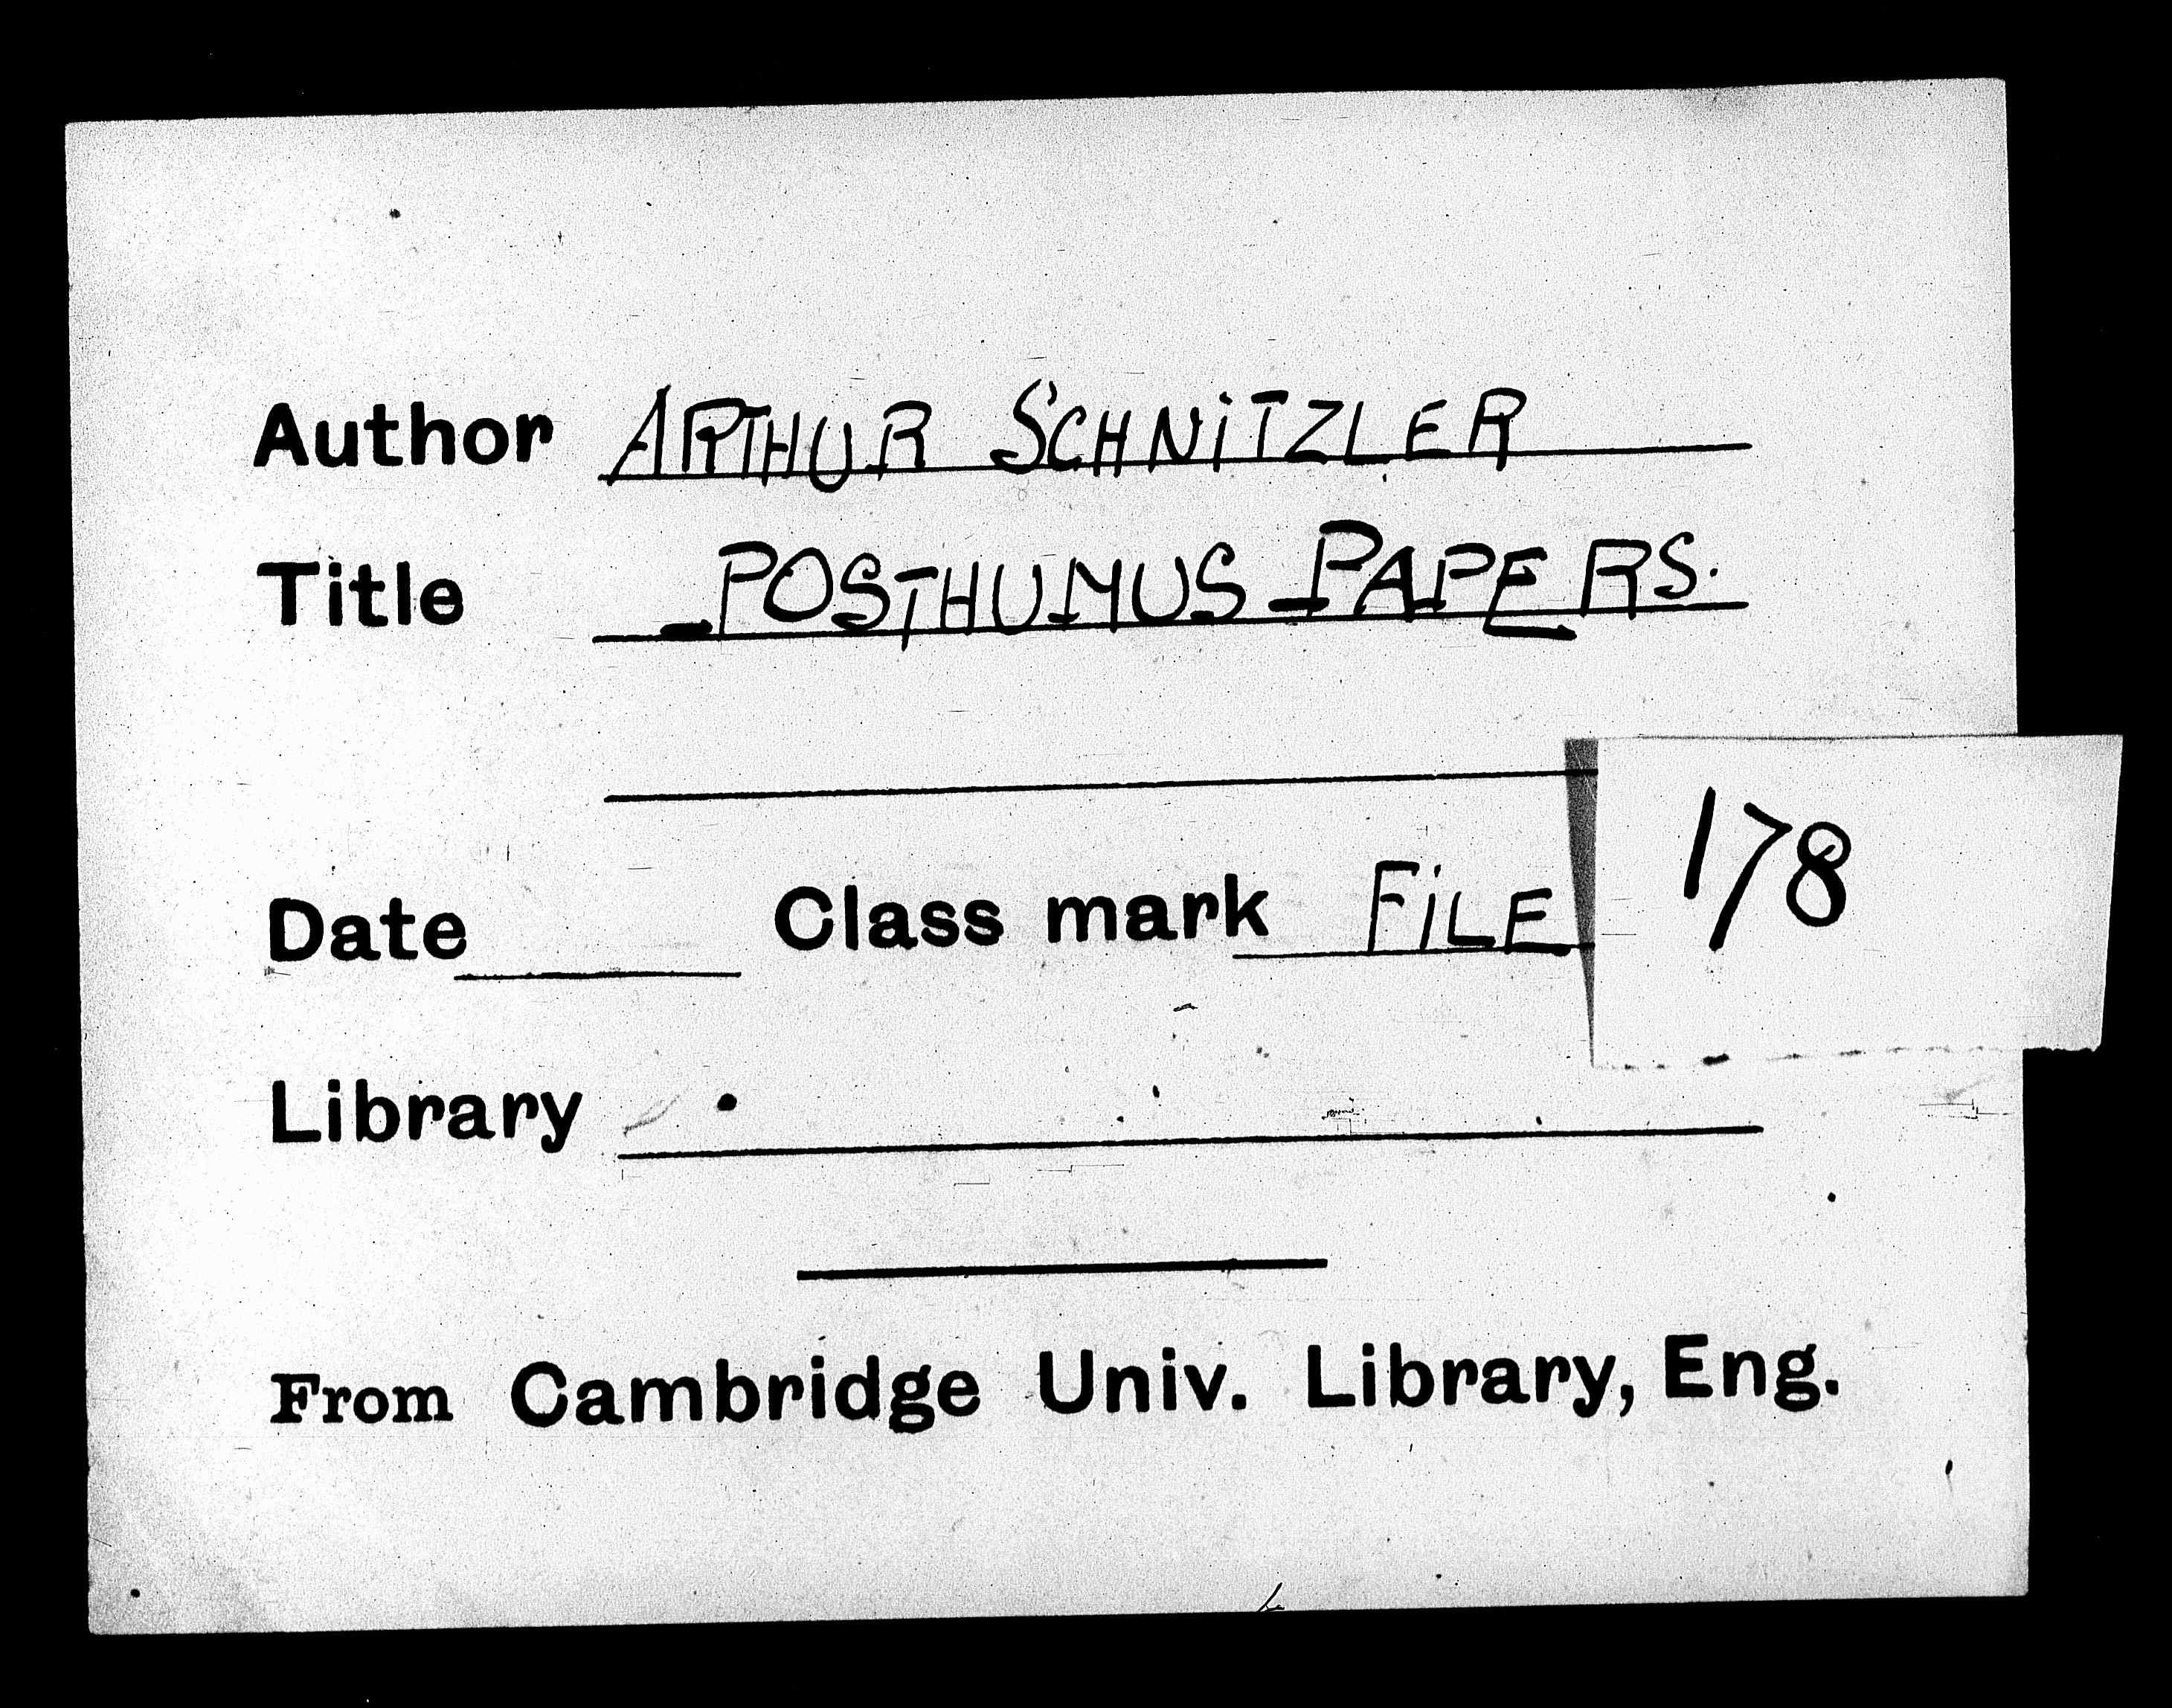 Author ARTHUR SCHNiTZLER
Title POSTHUMUS PAPERS.
Date Class mark FiLE 178
Library
From Cambridge Univ. Library, Eng.